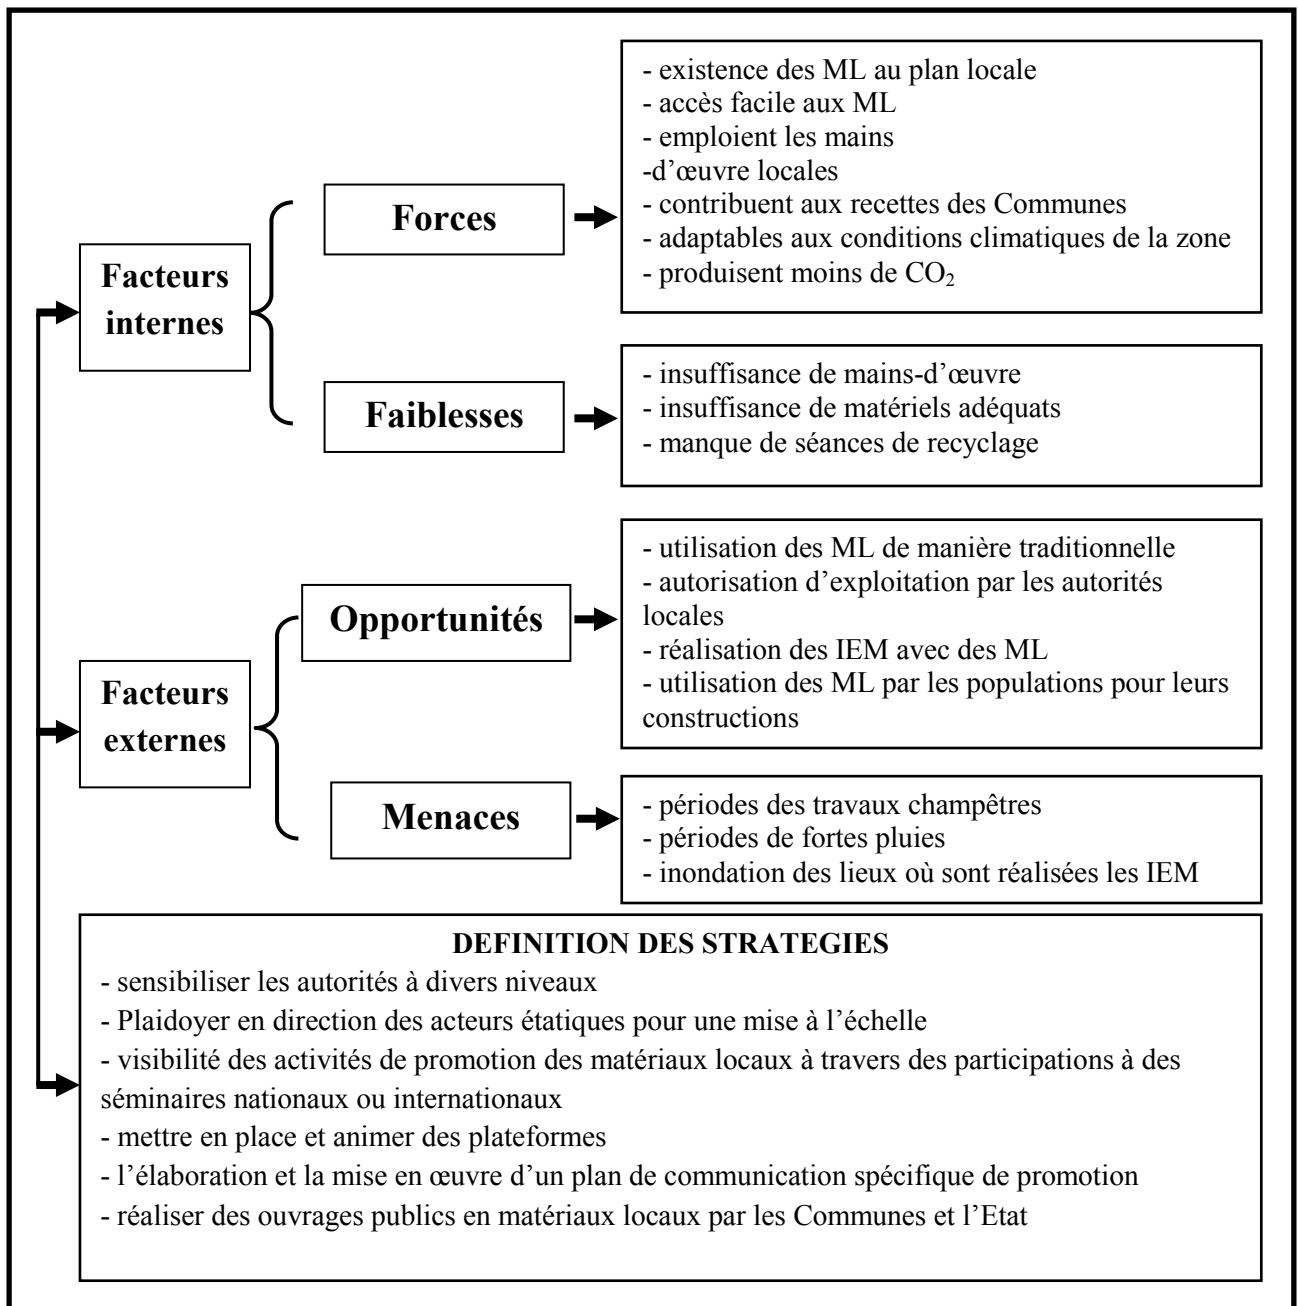 Facteurs
internes
Forces
- existence des ML au plan locale
- accès facile aux ML
- emploient les mains
-d’œuvre locales
- contribuent aux recettes des Communes
- adaptables aux conditions climatiques de la zone
- produisent moins de CO₂
Faiblesses
- insuffisance de mains-d’œuvre
- insuffisance de matériels adéquats
- manque de séances de recyclage
Facteurs
externes
Opportunités
- utilisation des ML de manière traditionnelle
- autorisation d’exploitation par les autorités
locales
- réalisation des IEM avec des ML
- utilisation des ML par les populations pour leurs
constructions
Menaces
- périodes des travaux champêtres
- périodes de fortes pluies
- inondation des lieux où sont réalisées les IEM
DEFINITION DES STRATEGIES
- sensibiliser les autorités à divers niveaux
- Plaidoyer en direction des acteurs étatiques pour une mise à l’échelle
- visibilité des activités de promotion des matériaux locaux à travers des participations à des
séminaires nationaux ou internationaux
- mettre en place et animer des plateformes
- l’élaboration et la mise en œuvre d’un plan de communication spécifique de promotion
- réaliser des ouvrages publics en matériaux locaux par les Communes et l’Etat